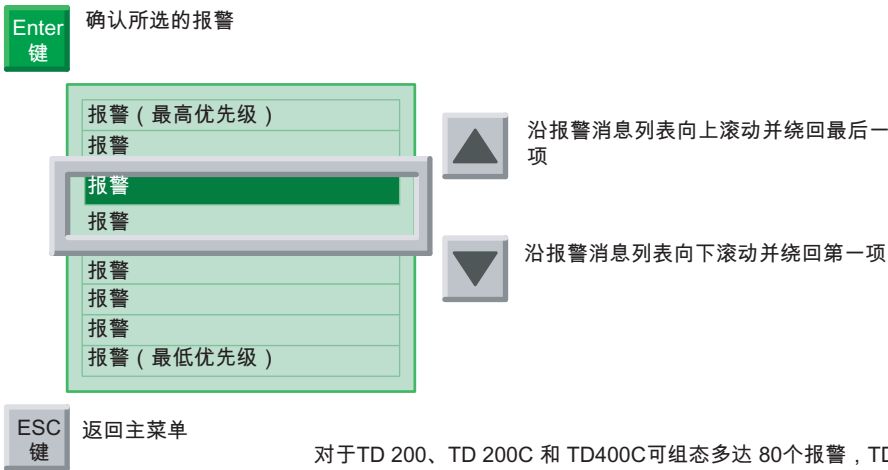 Enter
键
确认所选的报警
报警（最高优先级）
报警
报警
报警
报警
报警
报警
报警（最低优先级）
沿报警消息列表向上滚动并绕回最后一
项
沿报警消息列表向下滚动并绕回第一项
ESC
键
返回主菜单
对于TD 200、TD 200C 和 TD400C可组态多达 80个报警，TD